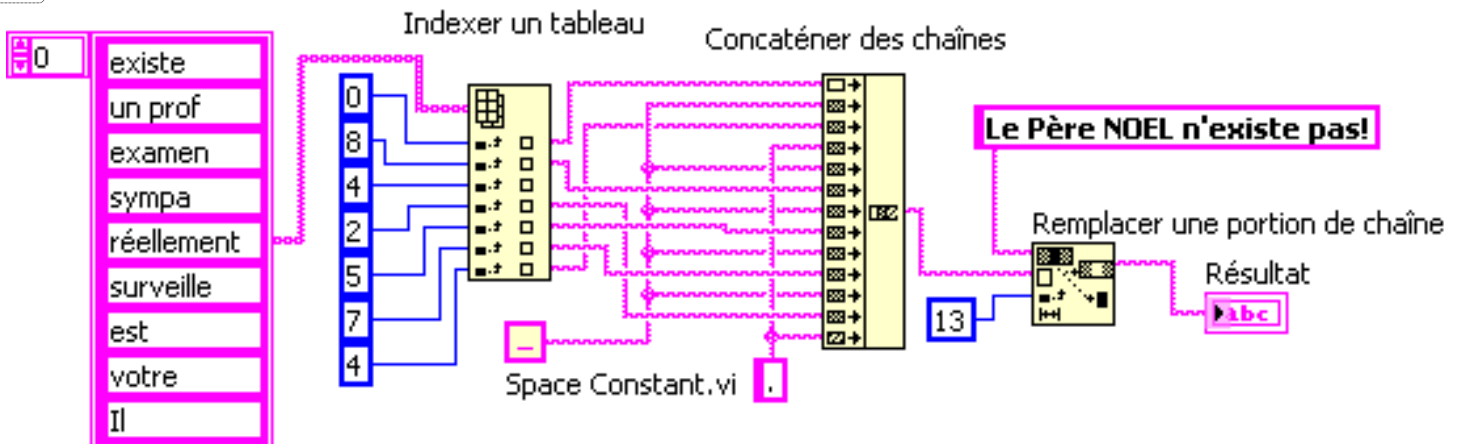 Indexer un tableau
Concaténer des chaînes
0
existe
un prof
examen
sympa
réellement
surveille
est
votre
Il
0
8
4
2
5
7
4
Le Père NOEL n'existe pas!
Remplacer une portion de chaîne
Résultat
abc
13
_
Space Constant.vi
.